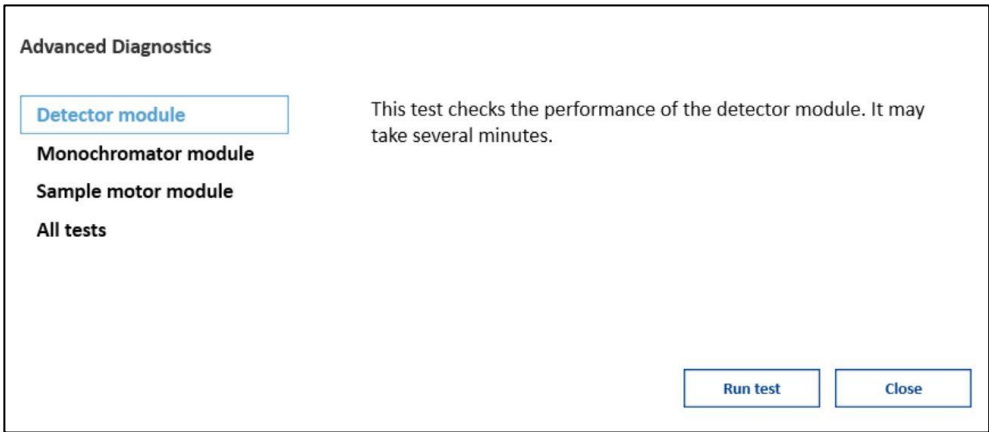 Advanced Diagnostics
Detector module
Monochromator module
Sample motor module
All tests
This test checks the performance of the detector module. It may
take several minutes.
Run test
Close